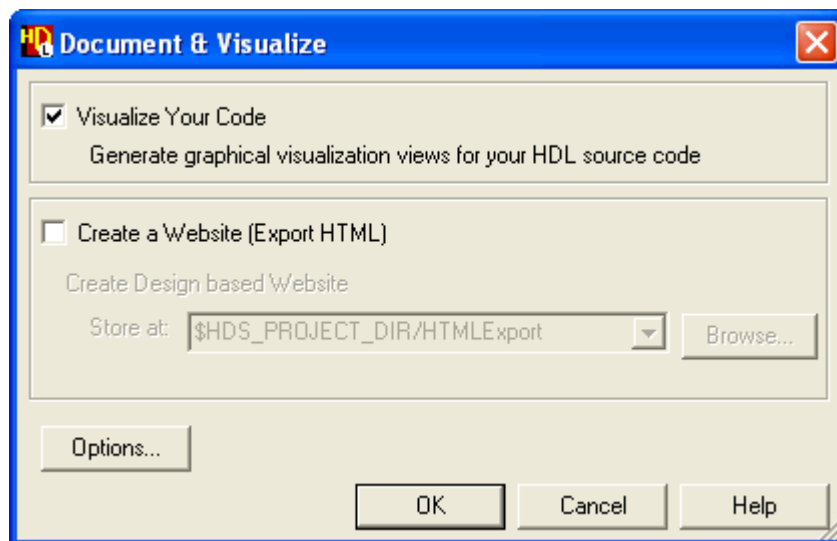 HDL Document & Visualize
Visualize Your Code
Generate graphical visualization views for your HDL source code
Create a Website (Export HTML)
Create Design based Website
Store at: $HDS_PROJECT_DIR/HTMLExport Browse...
Options...
OK Cancel Help